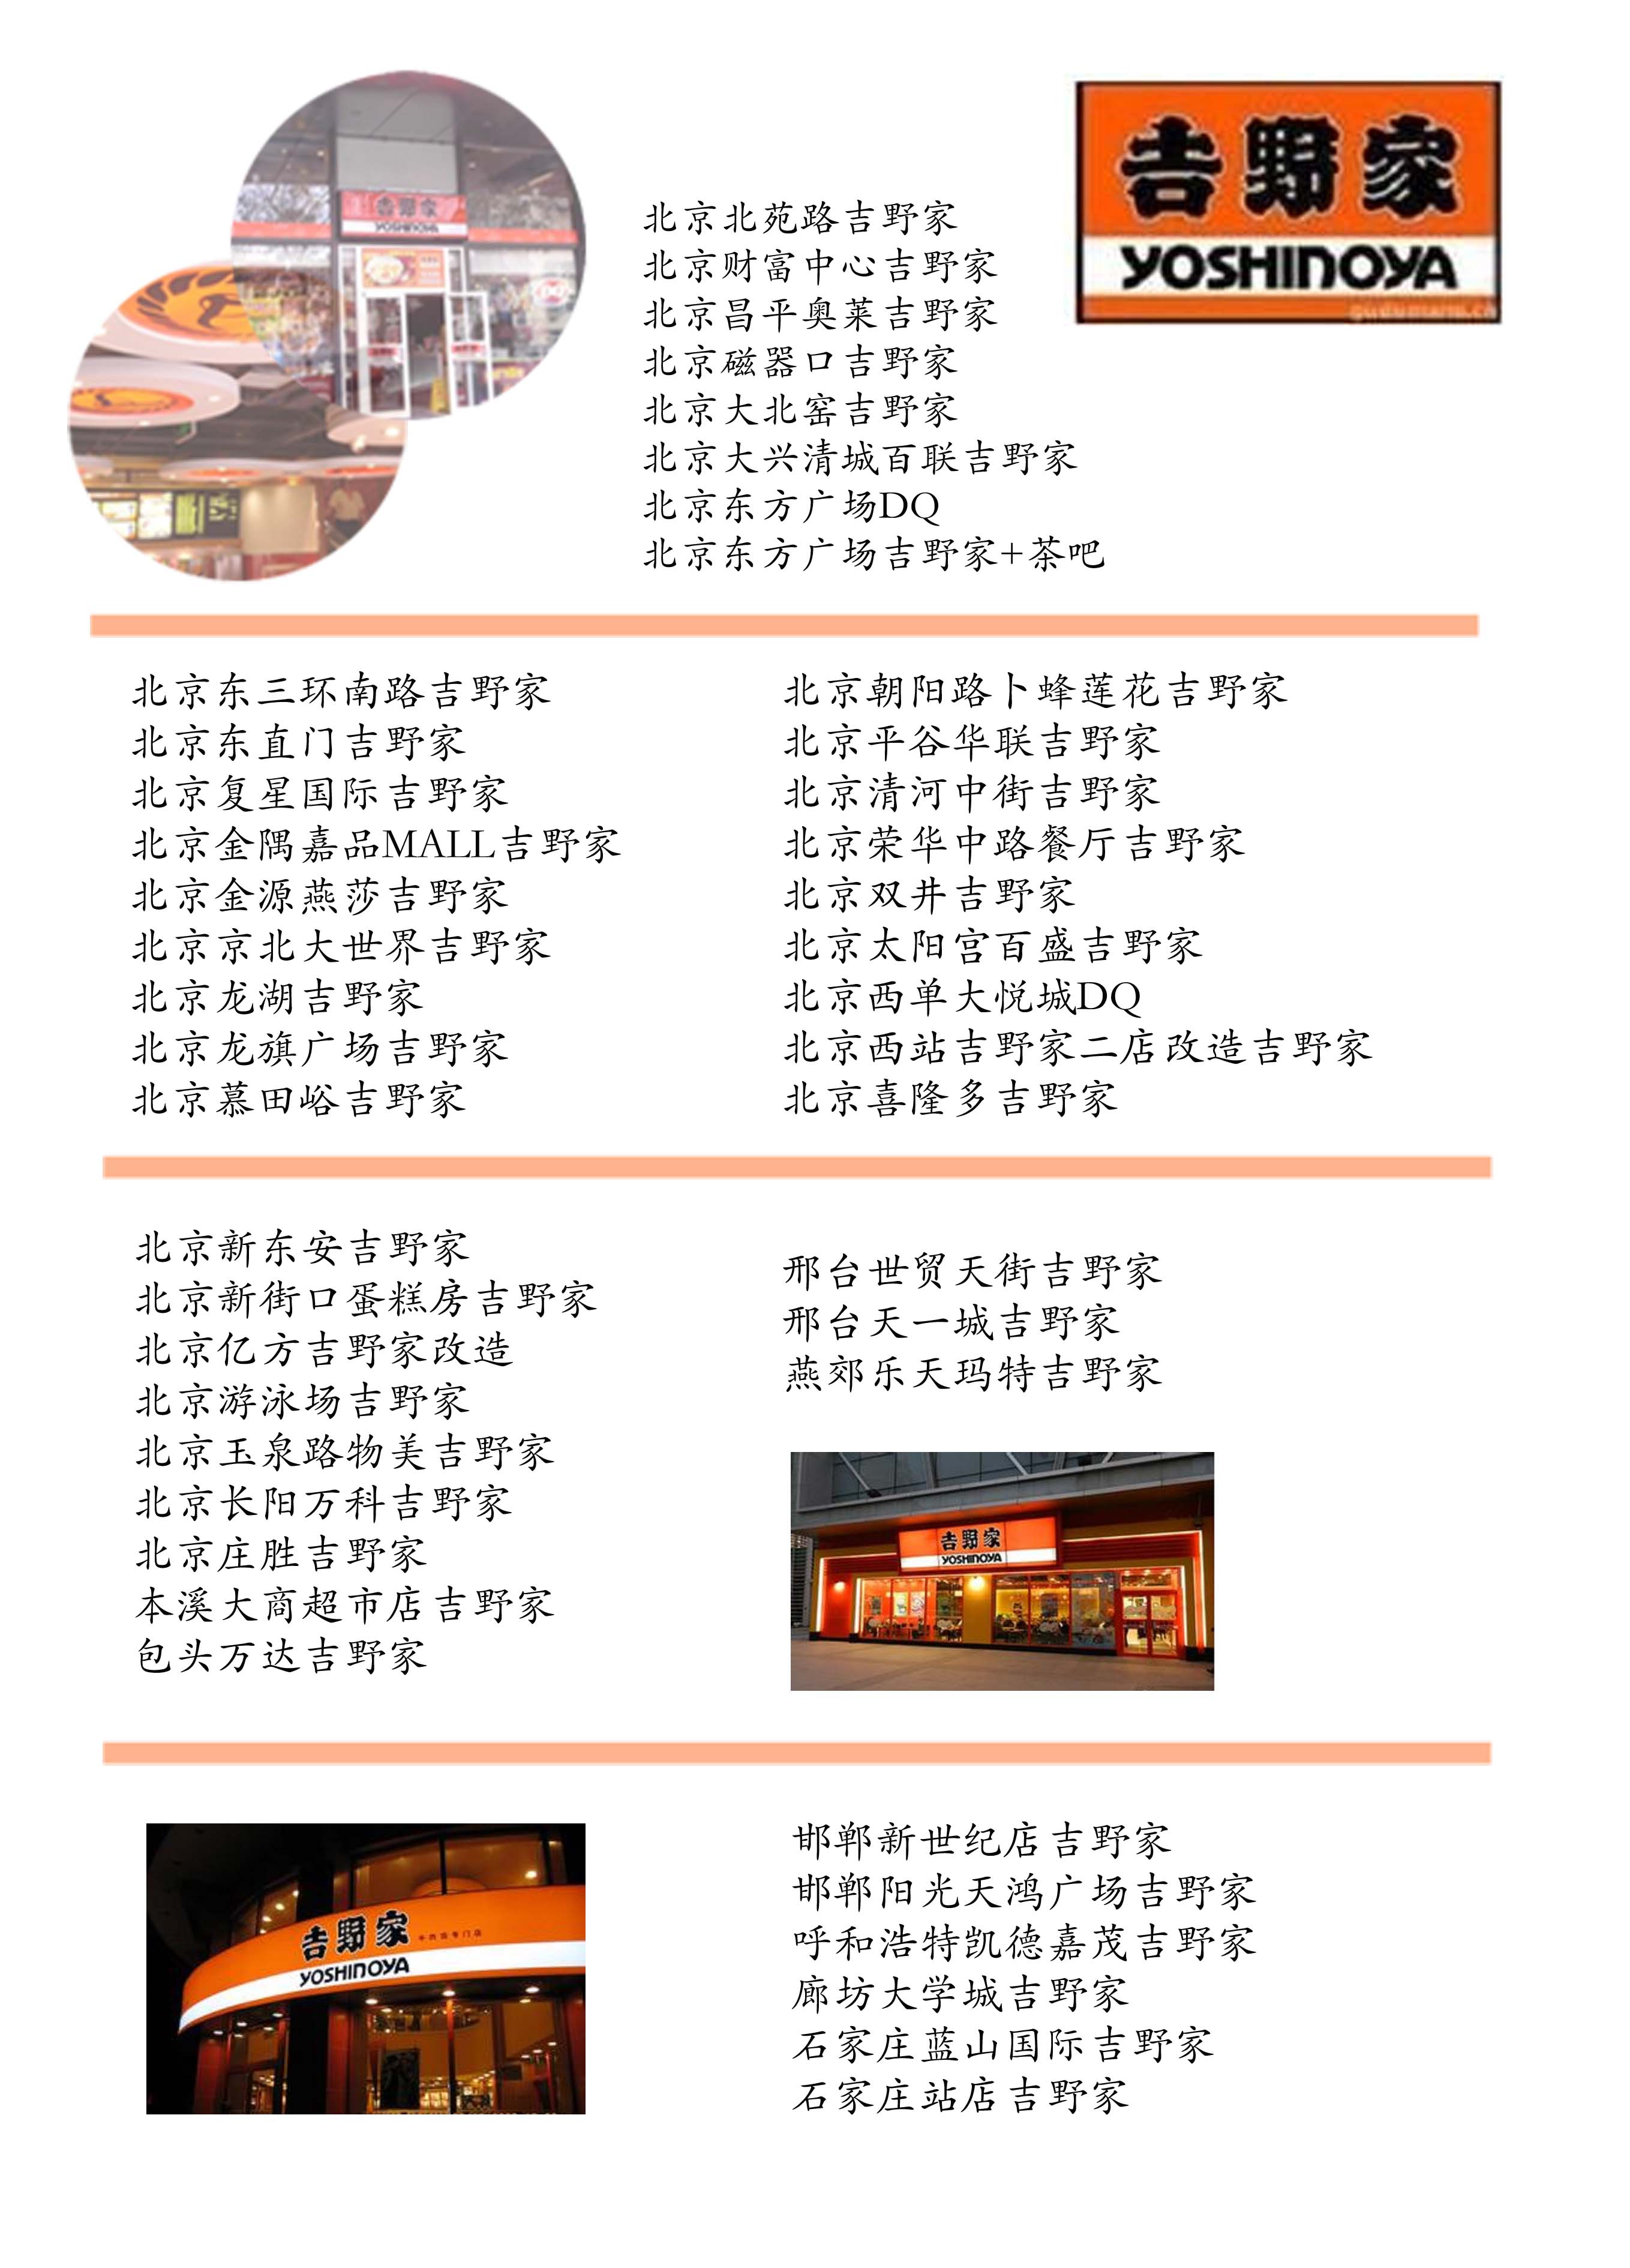 吉野家
YOSHINOYA
吉野家
YOSHINOYA
北京北苑路吉野家
北京财富中心吉野家
北京昌平奥莱吉野家
北京磁器口吉野家
北京大北窑吉野家
北京大兴清城百联吉野家
北京东方广场DQ
北京东方广场吉野家+茶吧
北京东三环南路吉野家
北京东直门吉野家
北京复星国际吉野家
北京金隅嘉品MALL吉野家
北京金源燕莎吉野家
北京京北大世界吉野家
北京龙湖吉野家
北京龙旗广场吉野家
北京慕田峪吉野家
北京朝阳路卜蜂莲花吉野家
北京平谷华联吉野家
北京清河中街吉野家
北京荣华中路餐厅吉野家
北京双井吉野家
北京太阳宫百盛吉野家
北京西单大悦城DQ
北京西站吉野家二店改造吉野家
北京喜隆多吉野家
北京新东安吉野家
北京新街口蛋糕房吉野家
北京亿方吉野家改造
北京游泳场吉野家
北京玉泉路物美吉野家
北京长阳万科吉野家
北京庄胜吉野家
本溪大商超市店吉野家
包头万达吉野家
邢台世贸天街吉野家
邢台天一城吉野家
燕郊乐天玛特吉野家
吉野家
YOSHINOYA
吉野家
YOSHINOYA
邯郸新世纪店吉野家
邯郸阳光天鸿广场吉野家
呼和浩特凯德嘉茂吉野家
廊坊大学城吉野家
石家庄蓝山国际吉野家
石家庄站店吉野家